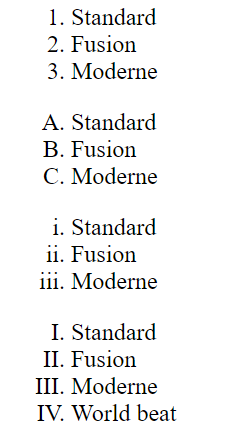 1. Standard
2. Fusion
3. Moderne
A. Standard
B. Fusion
C. Moderne
i. Standard
ii. Fusion
iii. Moderne
I. Standard
II. Fusion
III. Moderne
IV. World beat